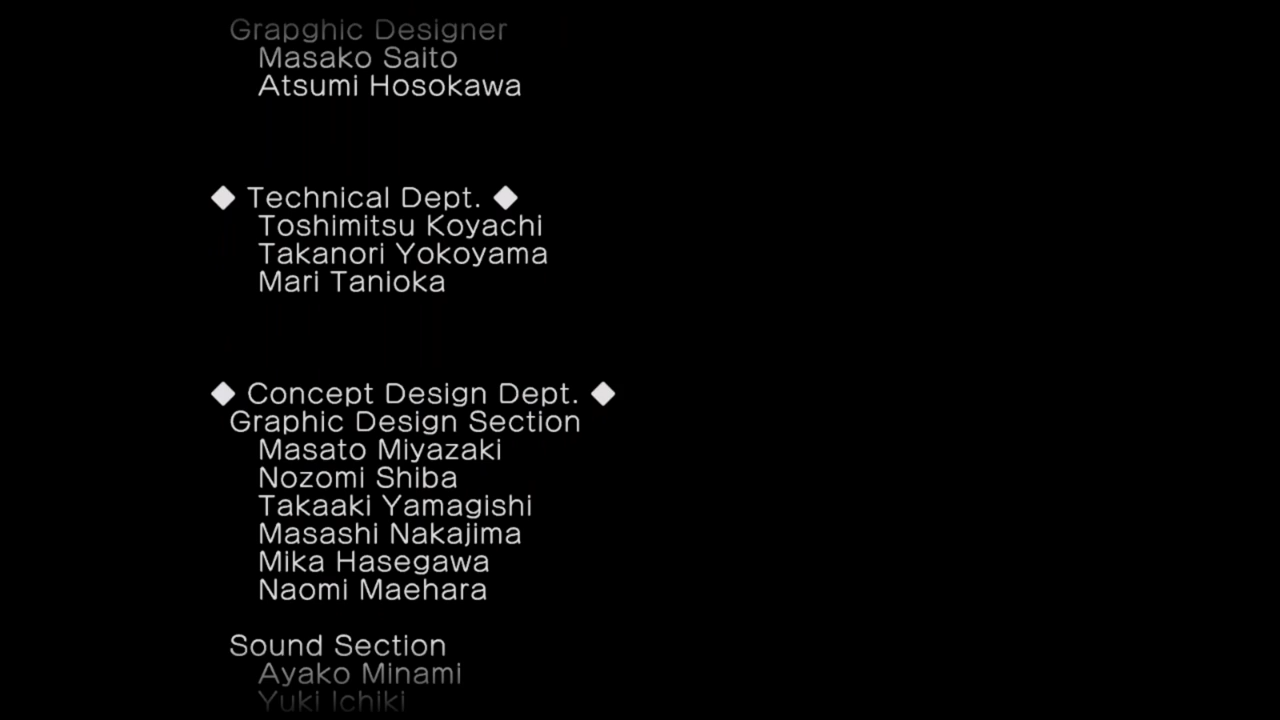 Grapghic Designer
Masako Saito
Atsumi Hosokawa
◆ Technical Dept. ◆
Toshimitsu Koyachi
Takanori Yokoyama
Mari Tanioka
◆ Concept Design Dept. ◆
Graphic Design Section
Masato Miyazaki
Nozomi Shiba
Takaaki Yamagishi
Masashi Nakajima
Mika Hasegawa
Naomi Maehara
Sound Section
Ayako Minami
Yuki Ichiki